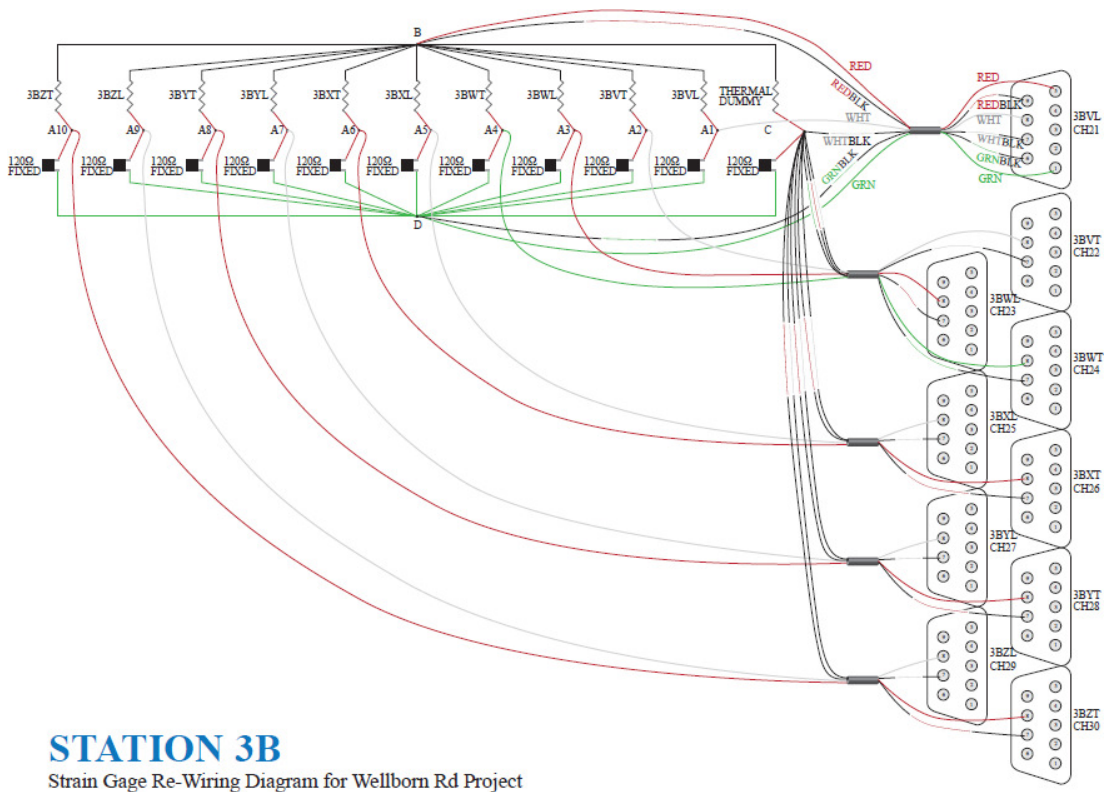 B
RED
RED
3BZT
3BZL
3BYT
3BYL
3BXT
3BXL
3BWT
3BWL
3BVT
3BVL
THERMAL
DUMMY
REDBLK
REDBLK
3BVL
CH21
A10
A9
A8
A7
A6
A5
A4
A3
A2
A1
C
WHT
WHT
WHTBLK
WHTBLK
120Ω
FIXED
120Ω
FIXED
120Ω
FIXED
120Ω
FIXED
120Ω
FIXED
120Ω
FIXED
120Ω
FIXED
120Ω
FIXED
120Ω
FIXED
120Ω
FIXED
120Ω
FIXED
GRNBLK
GRNBLK
GRN
GRN
D
3BVT
CH22
3BWL
CH23
3BWT
CH24
3BXL
CH25
3BXT
CH26
3BYL
CH27
3BYT
CH28
3BZL
CH29
3BZT
CH30
STATION 3B
Strain Gage Re-Wiring Diagram for Wellborn Rd Project